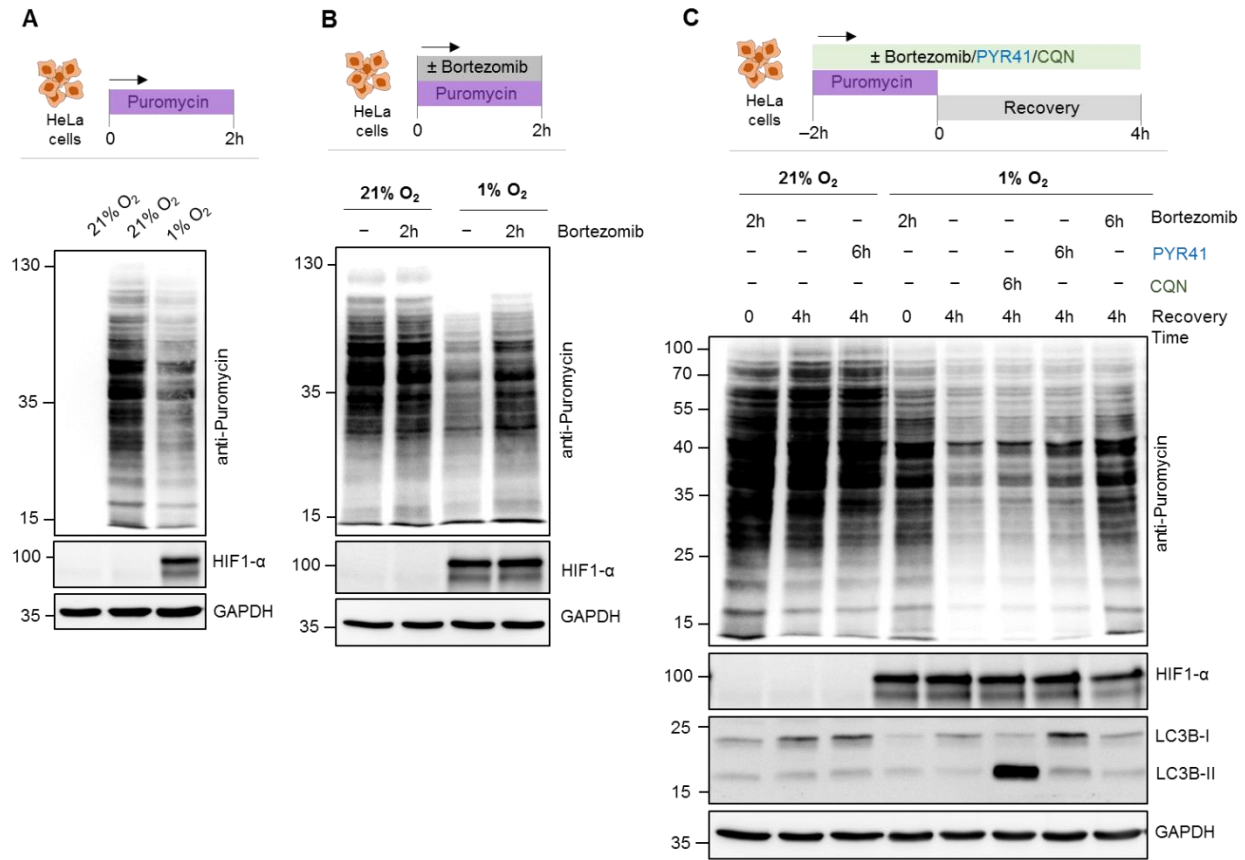 A
HeLa
cells
Puromycin
0
2h
21% O2
21% O2
1% O2
130
35
15
anti-Puromycin
100
HIF1-α
35
GAPDH
B
HeLa
cells
± Bortezomib
Puromycin
0
2h
21% O2
1% O2
–
2h
–
2h
Bortezomib
130
35
15
anti-Puromycin
100
HIF1-α
35
GAPDH
C
HeLa
cells
± Bortezomib/PYR41/CQN
Puromycin
Recovery
–2h
0
4h
21% O2
1% O2
2h – – 2h – – – 6h Bortezomib
– – 6h – – – 6h – PYR41
– – – – – 6h – – CQN
0 4h 4h 0 4h 4h 4h 4h Recovery
Time
100
70
55
40
35
25
15
anti-Puromycin
100
HIF1-α
25
LC3B-I
LC3B-II
15
35
GAPDH